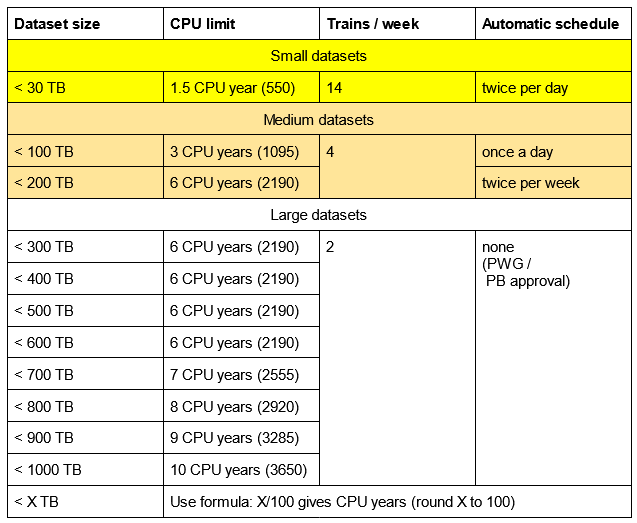 Dataset size CPU limit Trains / week Automatic schedule
Small datasets
< 30 TB 1.5 CPU year (550) 14 twice per day
Medium datasets
< 100 TB 3 CPU years (1095) 4 once a day
< 200 TB 6 CPU years (2190) twice per week
Large datasets
< 300 TB 6 CPU years (2190) 2 none
(PWG /
PB approval)
< 400 TB 6 CPU years (2190)
< 500 TB 6 CPU years (2190)
< 600 TB 6 CPU years (2190)
< 700 TB 7 CPU years (2555)
< 800 TB 8 CPU years (2920)
< 900 TB 9 CPU years (3285)
< 1000 TB 10 CPU years (3650)
< X TB Use formula: X/100 gives CPU years (round X to 100)